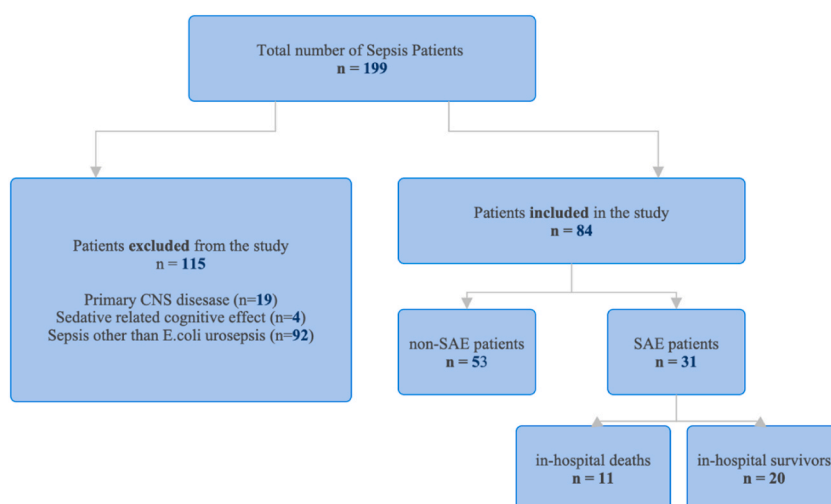 Total number of Sepsis Patients
n = 199
Patients excluded from the study
n = 115
Primary CNS disesase (n=19)
Sedative related cognitive effect (n=4)
Sepsis other than E.coli urosepsis (n=92)
Patients included in the study
n = 84
non-SAE patients
n = 53
SAE patients
n = 31
in-hospital deaths
n = 11
in-hospital survivors
n = 20